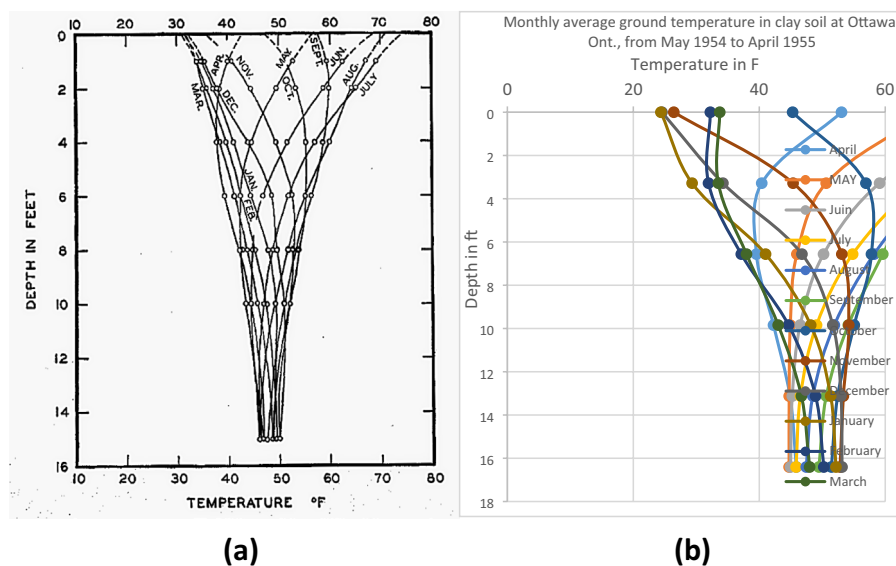 10 20 30 40 50 60 70 80
0
2
4
6
8
10
12
14
16
DEPTH IN FEET
APR.
NOV.
MAY.
SEPT.
JUN.
AUG.
JULY
MAR.
DEC.
OCT.
JAN.
FEB.
10 20 30 40 50 60 70 80
TEMPERATURE °F
(a)
Monthly average ground temperature in clay soil at Ottawa
Ont., from May 1954 to April 1955
Temperature in F
0 20 40 60
0
2
4
6
8
10
12
14
16
18
Depth in ft
April
MAY
Juin
July
August
September
October
November
December
January
February
March
(b)